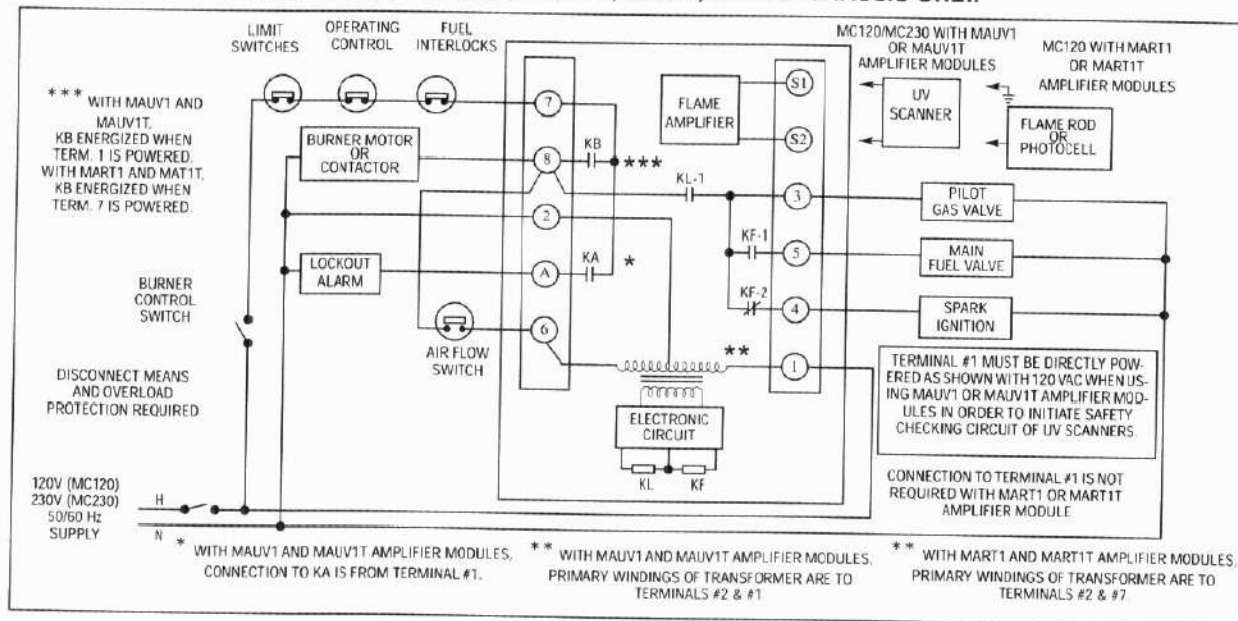 LIMIT
SWITCHES
OPERATING
CONTROL
FUEL
INTERLOCKS
MC120/MC230 WITH MAUV1
OR MAUV1T
AMPLIFIER MODULES
MC120 WITH MART1
OR MART1T
AMPLIFIER MODULES
*** WITH MAUV1 AND
MAUV1T,
KB ENERGIZED WHEN
TERM. 1 IS POWERED.
WITH MART1 AND MAT1T,
KB ENERGIZED WHEN
TERM. 7 IS POWERED.
7
BURNER MOTOR
OR
CONTACTOR
8
KB
***
2
LOCKOUT
ALARM
A
KA
*
6
AIR FLOW
SWITCH
FLAME
AMPLIFIER
S1
S2
UV
SCANNER
FLAME ROD
OR
PHOTOCELL
KL-1
3
PILOT
GAS VALVE
KF-1
5
MAIN
FUEL VALVE
KF-2
4
SPARK
IGNITION
**
1
ELECTRONIC
CIRCUIT
KL
KF
BURNER
CONTROL
SWITCH
DISCONNECT MEANS
AND OVERLOAD
PROTECTION REQUIRED
TERMINAL #1 MUST BE DIRECTLY POW-
ERED AS SHOWN WITH 120 VAC WHEN US-
ING MAUV1 OR MAUV1T AMPLIFIER MOD-
ULES IN ORDER TO INITIATE SAFETY
CHECKING CIRCUIT OF UV SCANNERS.
CONNECTION TO TERMINAL #1 IS NOT
REQUIRED WITH MART1 OR MART1T
AMPLIFIER MODULE
120V (MC120)
230V (MC230)
50/60 Hz
SUPPLY
H
N
* WITH MAUV1 AND MAUV1T AMPLIFIER MODULES,
CONNECTION TO KA IS FROM TERMINAL #1.
** WITH MAUV1 AND MAUV1T AMPLIFIER MODULES,
PRIMARY WINDINGS OF TRANSFORMER ARE TO
TERMINALS #2 & #1
** WITH MART1 AND MART1T AMPLIFIER MODULES,
PRIMARY WINDINGS OF TRANSFORMER ARE TO
TERMINALS #2 & #7.